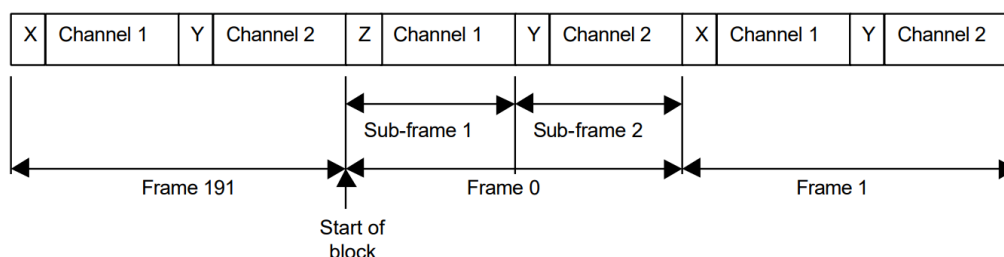 X Channel 1 Y Channel 2 Z Channel 1 Y Channel 2 X Channel 1 Y Channel 2
Sub-frame 1 Sub-frame 2
Frame 191 Frame 0 Frame 1
Start of
block